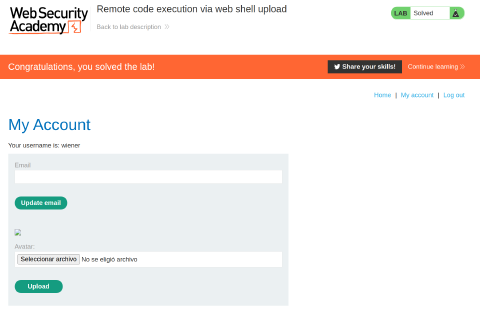 Web Security
Academy
Remote code execution via web shell upload
Back to lab description
LAB Solved
Congratulations, you solved the lab!
Share your skills! Continue learning
Home | My account | Log out
My Account
Your username is: wiener
Email
Update email
Avatar:
Seleccionar archivo No se eligió archivo
Upload